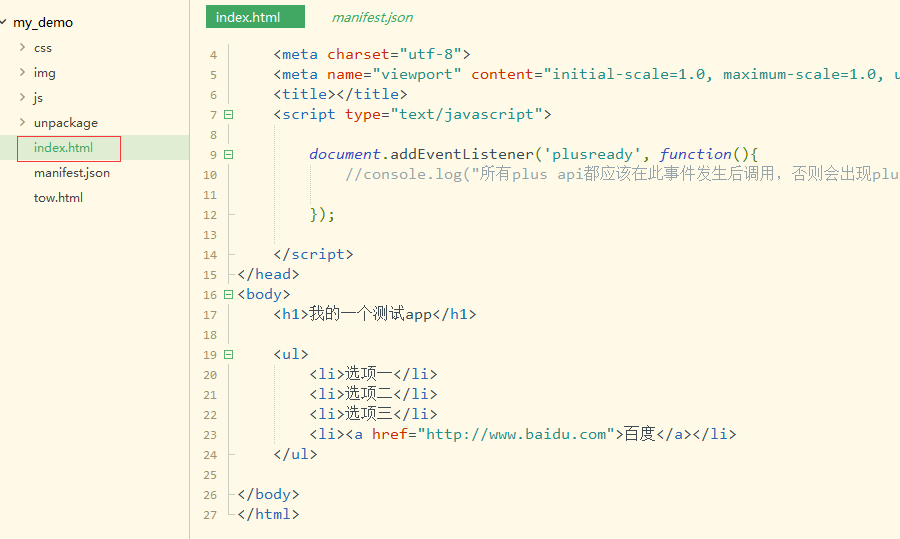 my_demo
css
img
js
unpackage
index.html
manifest.json
tow.html
index.html manifest.json
4 <meta charset="utf-8">
5 <meta name="viewport" content="initial-scale=1.0, maximum-scale=1.0, u
6 <title></title>
7 <script type="text/javascript">
8
9 document.addEventListener('plusready', function(){
10 //console.log("所有plus api都应该在此事件发生后调用，否则会出现plu
11
12 });
13
14 </script>
15 </head>
16 <body>
17 <h1>我的一个测试app</h1>
18
19 <ul>
20 <li>选项一</li>
21 <li>选项二</li>
22 <li>选项三</li>
23 <li><a href="http://www.baidu.com">百度</a></li>
24 </ul>
25
26 </body>
27 </html>